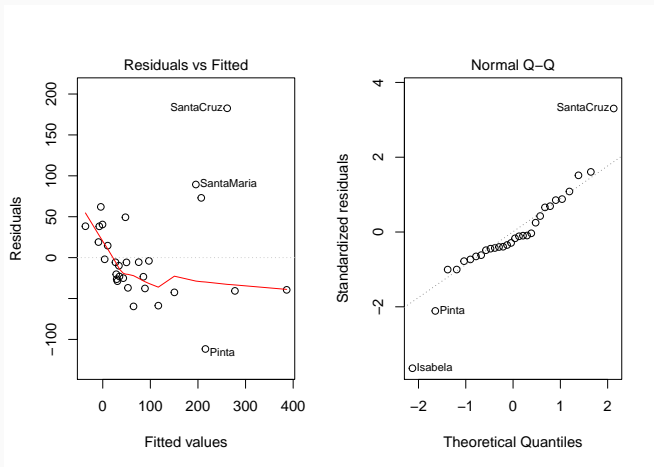 Residuals vs Fitted
Residuals
200
150
100
50
0
−100
SantaCruz
SantaMaria
Pinta
0 100 200 300 400
Fitted values
Normal Q−Q
Standardized residuals
4
2
0
−2
SantaCruz
Pinta
Isabela
−2 −1 0 1 2
Theoretical Quantiles